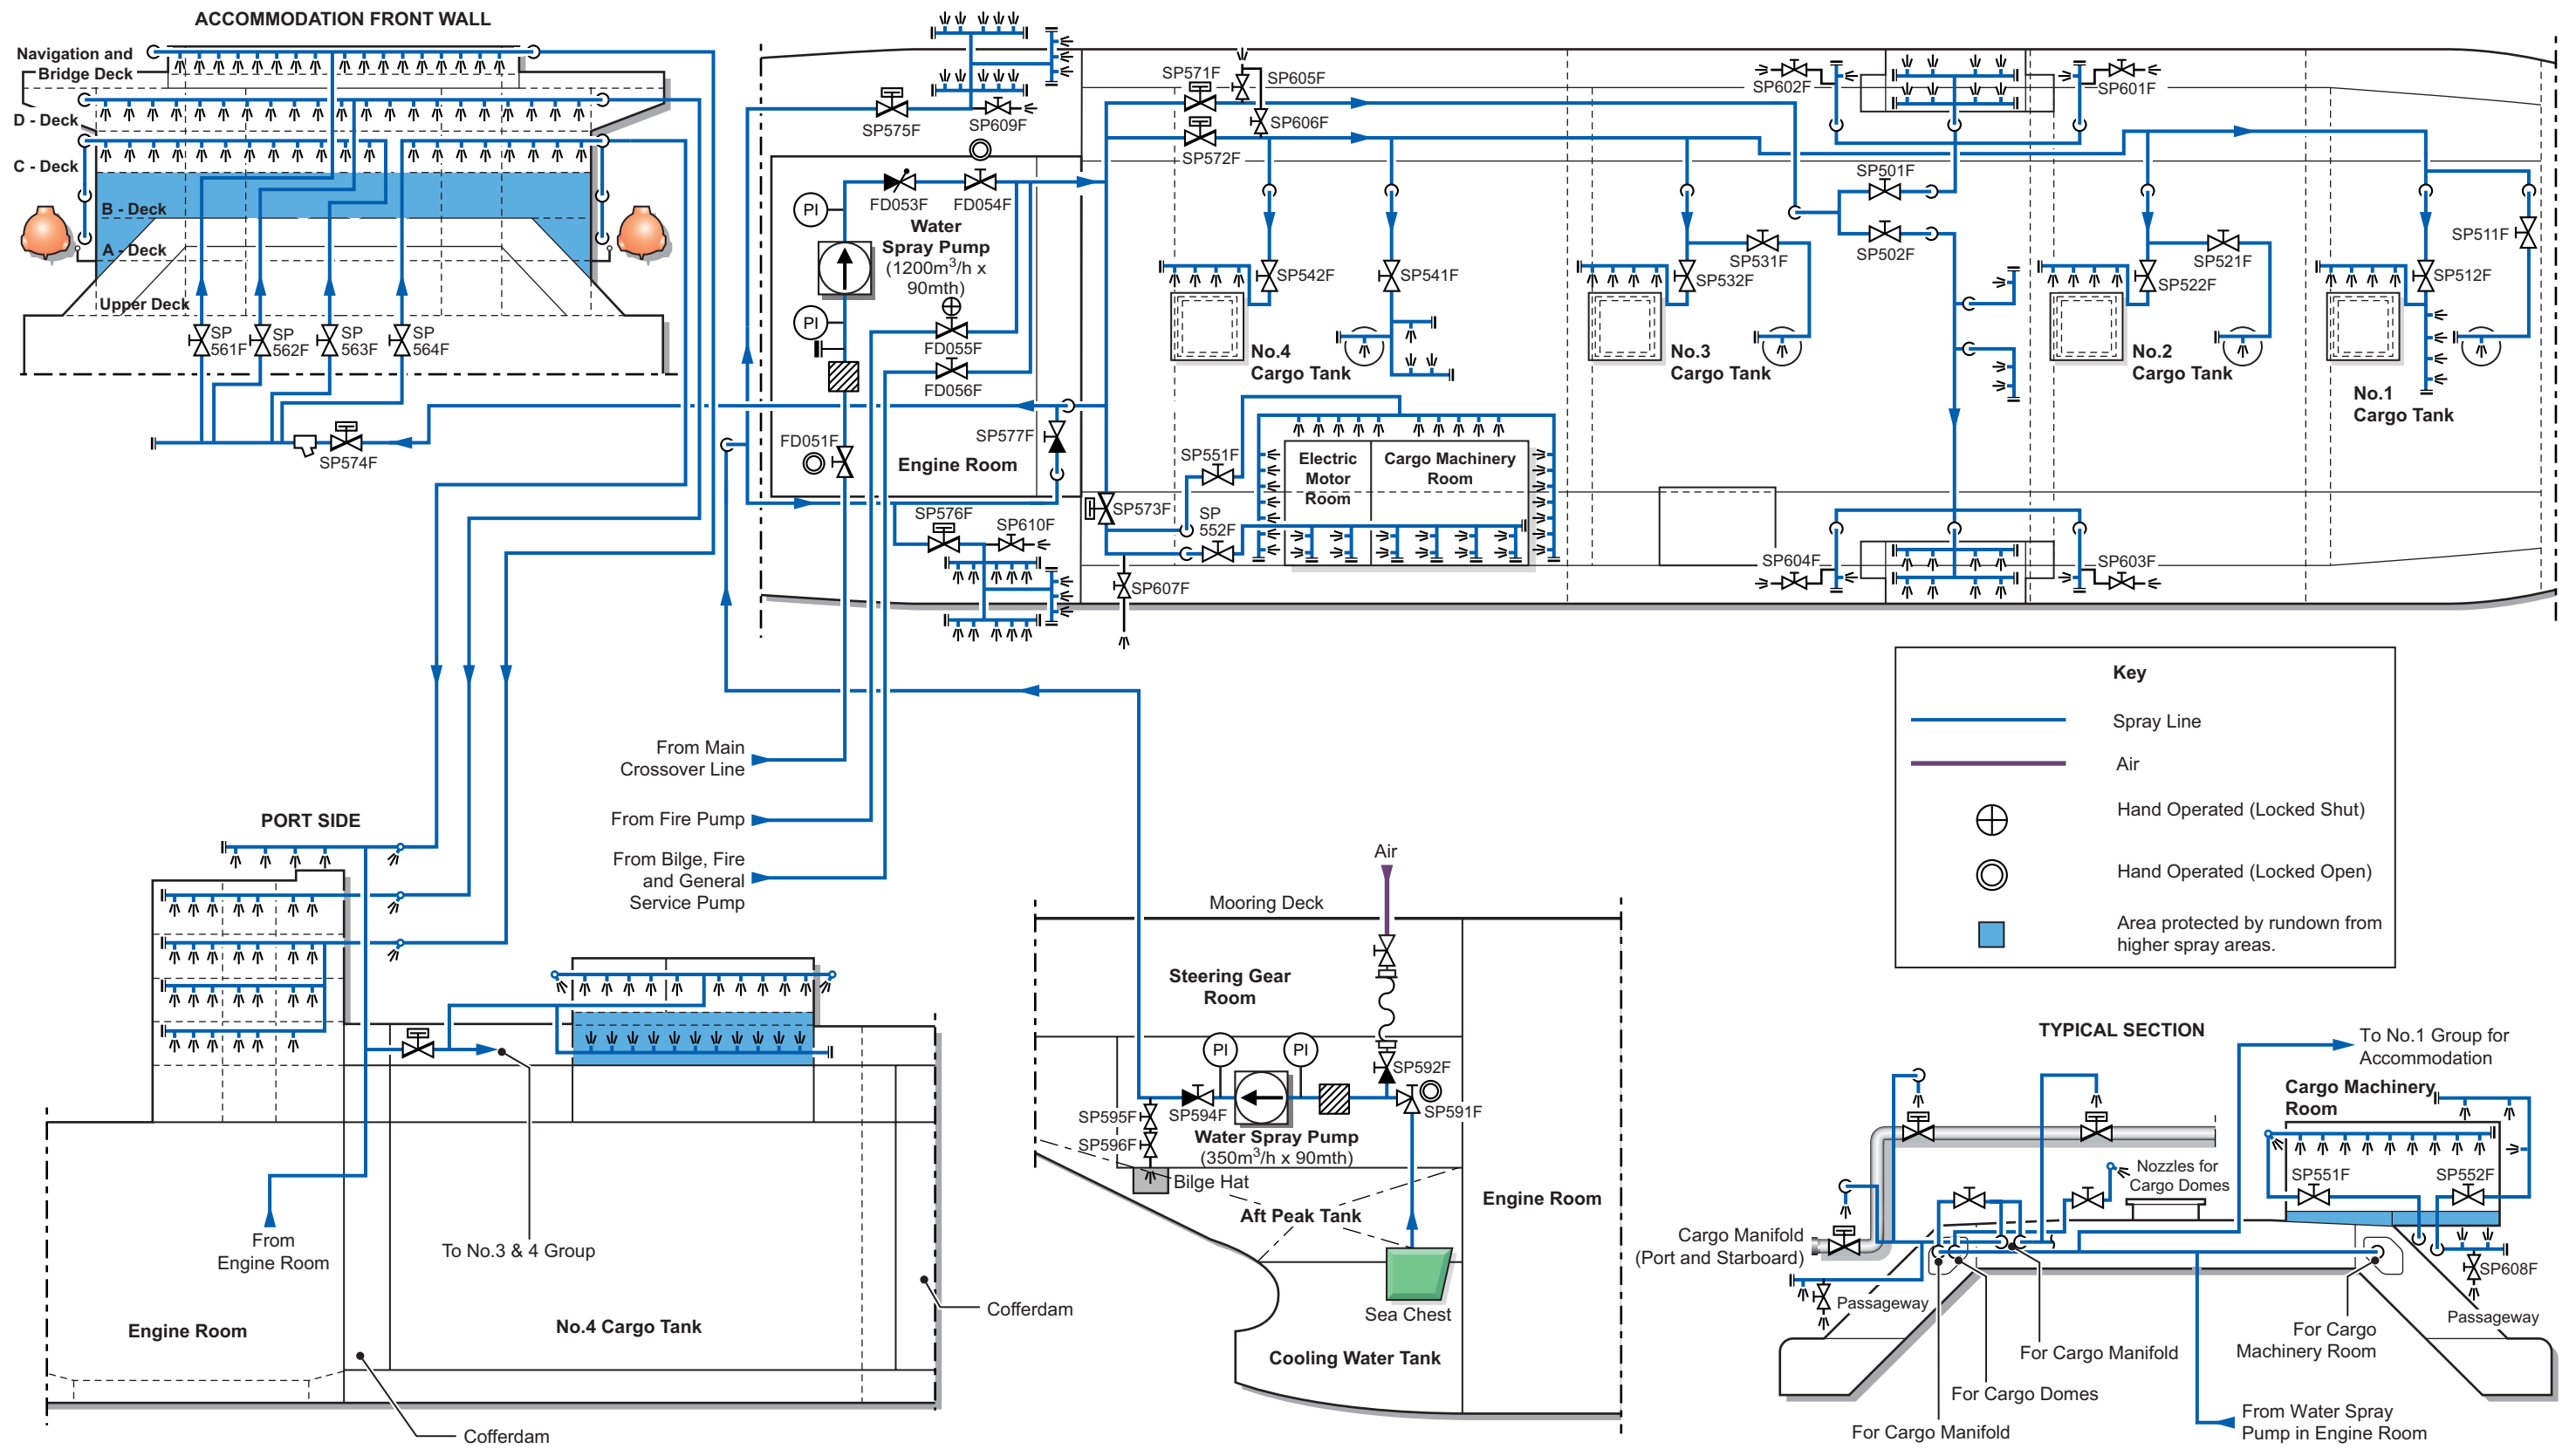 ACCOMMODATION FRONT WALL
Navigation and
Bridge Deck
D - Deck
C - Deck
B - Deck
A - Deck
Upper Deck
SP
561F
SP
562F
SP
563F
SP
564F
SP574F
SP575F
SP609F
PI
FD053F
FD054F
Water
Spray Pump
(1200m³/h x
90mth)
PI
FD055F
FD056F
FD051F
SP577F
Engine Room
SP576F
SP610F
SP571F
SP605F
SP606F
SP572F
SP542F
SP541F
No.4
Cargo Tank
SP551F
Electric
Motor
Room
Cargo Machinery
Room
SP573F
SP
552F
SP607F
SP602F
SP601F
SP501F
SP502F
SP531F
SP532F
No.3
Cargo Tank
SP521F
SP522F
No.2
Cargo Tank
SP511F
SP512F
No.1
Cargo Tank
SP604F
SP603F
Key
Spray Line
Air
Hand Operated (Locked Shut)
Hand Operated (Locked Open)
Area protected by rundown from
higher spray areas.
From Main
Crossover Line
From Fire Pump
From Bilge, Fire
and General
Service Pump
PORT SIDE
From
Engine Room
To No.3 & 4 Group
Engine Room
No.4 Cargo Tank
Cofferdam
Cofferdam
Air
Mooring Deck
Steering Gear
Room
PI
PI
SP592F
SP595F
SP594F
SP591F
SP596F
Water Spray Pump
(350m³/h x 90mth)
Bilge Hat
Aft Peak Tank
Engine Room
Sea Chest
Cooling Water Tank
TYPICAL SECTION
To No.1 Group for
Accommodation
Cargo Machinery
Room
Nozzles for
Cargo Domes
SP551F
SP552F
Cargo Manifold
(Port and Starboard)
SP608F
Passageway
Passageway
For Cargo
Machinery Room
For Cargo Manifold
For Cargo Domes
For Cargo Manifold
From Water Spray
Pump in Engine Room